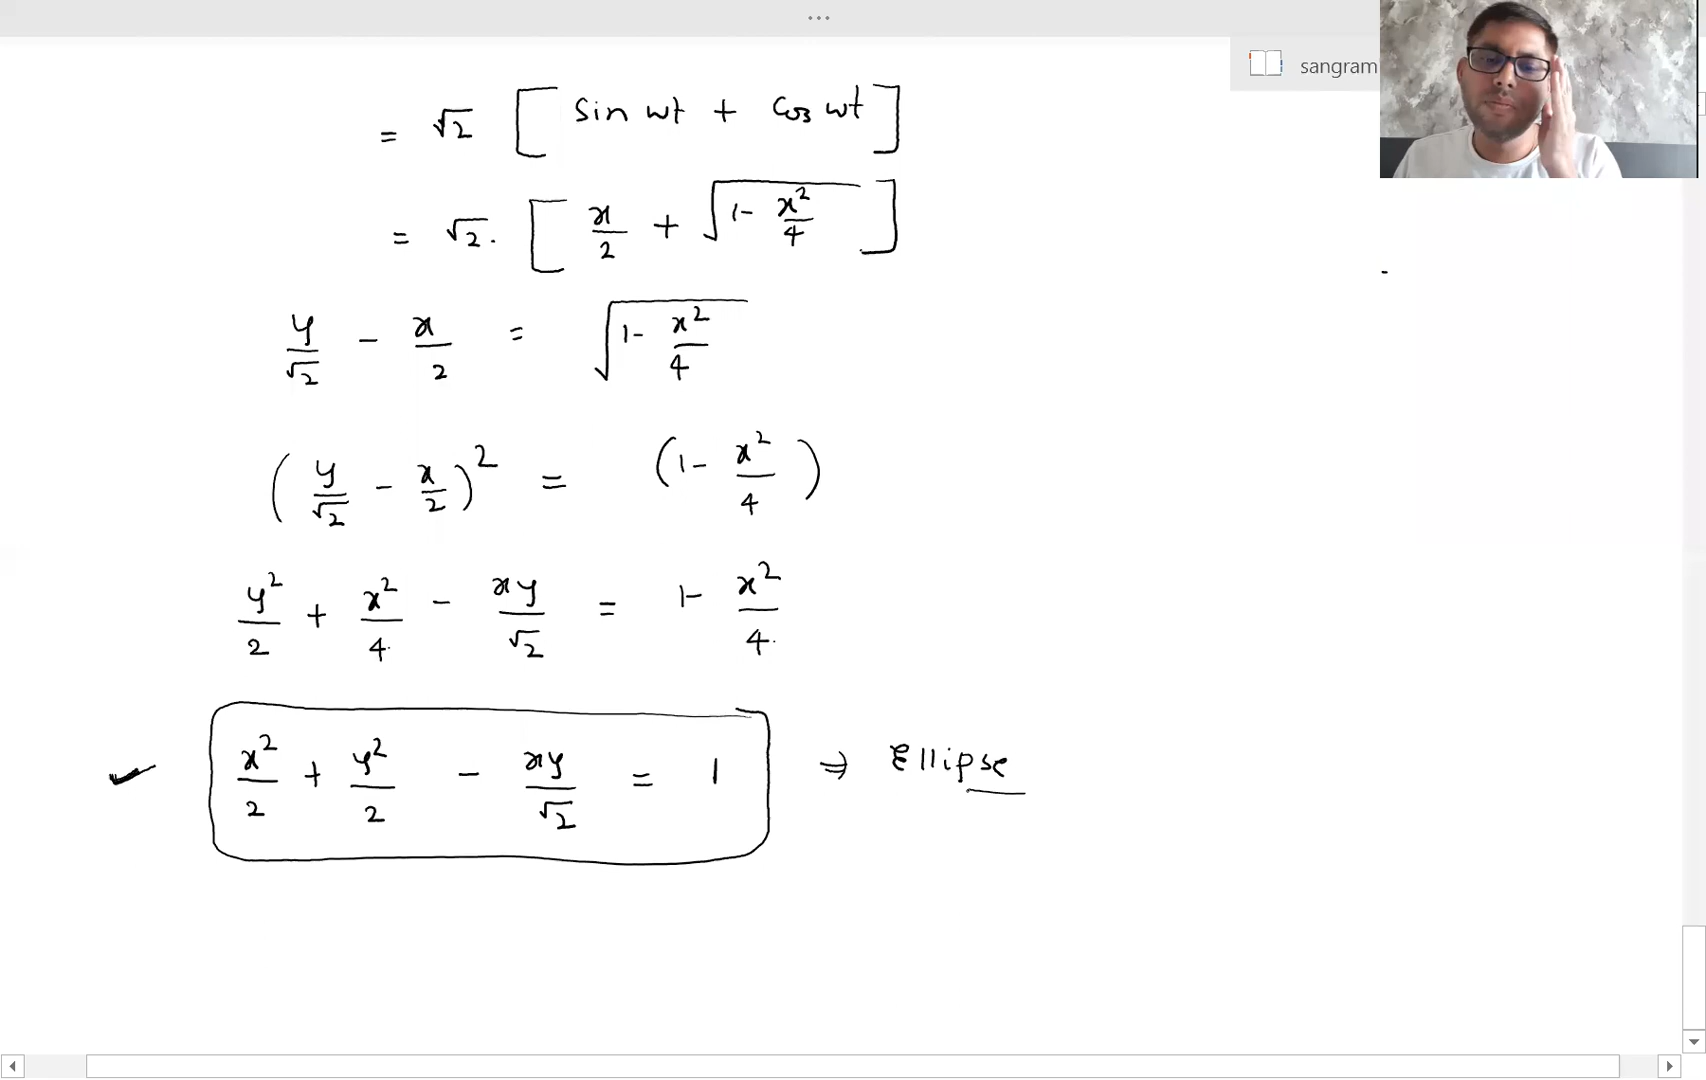 sangram
= √2 [ sin wt + cos wt ]
= √2 . [ x/2 + √(1 - x²/4) ]
y/√2 - x/2 = √(1 - x²/4)
( y/√2 - x/2 )² = ( 1 - x²/4 )
y²/2 + x²/4 - xy/√2 = 1 - x²/4
x²/2 + y²/2 - xy/√2 = 1 ⇒ Ellipse